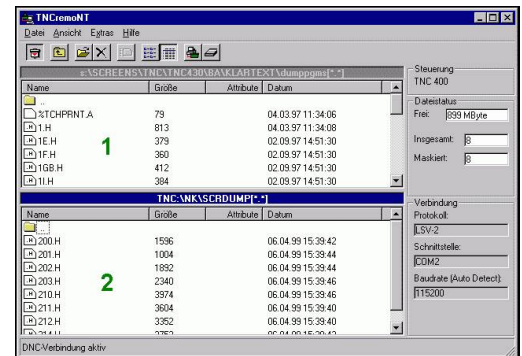 TNCremoNT
Datei Ansicht Extras Hilfe
s:\SCREENS\TNC\TNC430\BA\KLARTEXT\dumppgms[*.*]
Name Größe Attribute Datum
..
%TCHPRNT.A 79 04.03.97 11:34:06
1.H 813 04.03.97 11:34:08
1E.H 379 02.09.97 14:51:30
1F.H 360 02.09.97 14:51:30
1GB.H 412 02.09.97 14:51:30
1I.H 384 02.09.97 14:51:30
1
TNC:\NK\SCRDUMP[*.*]
Name Größe Attribute Datum
..
200.H 1596 06.04.99 15:39:42
201.H 1004 06.04.99 15:39:44
202.H 1892 06.04.99 15:39:44
203.H 2340 06.04.99 15:39:46
210.H 3974 06.04.99 15:39:46
211.H 3604 06.04.99 15:39:40
212.H 3352 06.04.99 15:39:40
2
Steuerung
TNC 400
Dateistatus
Frei: 899 MByte
Insgesamt: 8
Maskiert: 8
Verbindung
Protokoll:
LSV-2
Schnittstelle:
COM2
Baudrate (Auto Detect):
115200
DNC-Verbindung aktiv